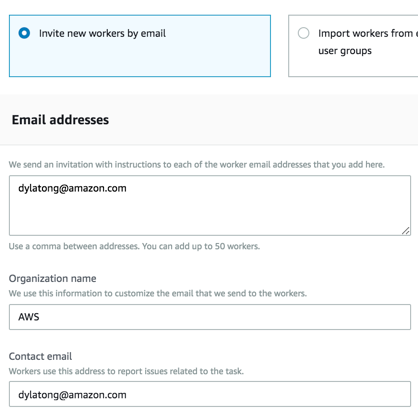 Invite new workers by email
Import workers from
user groups
Email addresses
We send an invitation with instructions to each of the worker email addresses that you add here.
dylatong@amazon.com
Use a comma between addresses. You can add up to 50 workers.
Organization name
We use this information to customize the email that we send to the workers.
AWS
Contact email
Workers use this address to report issues related to the task.
dylatong@amazon.com